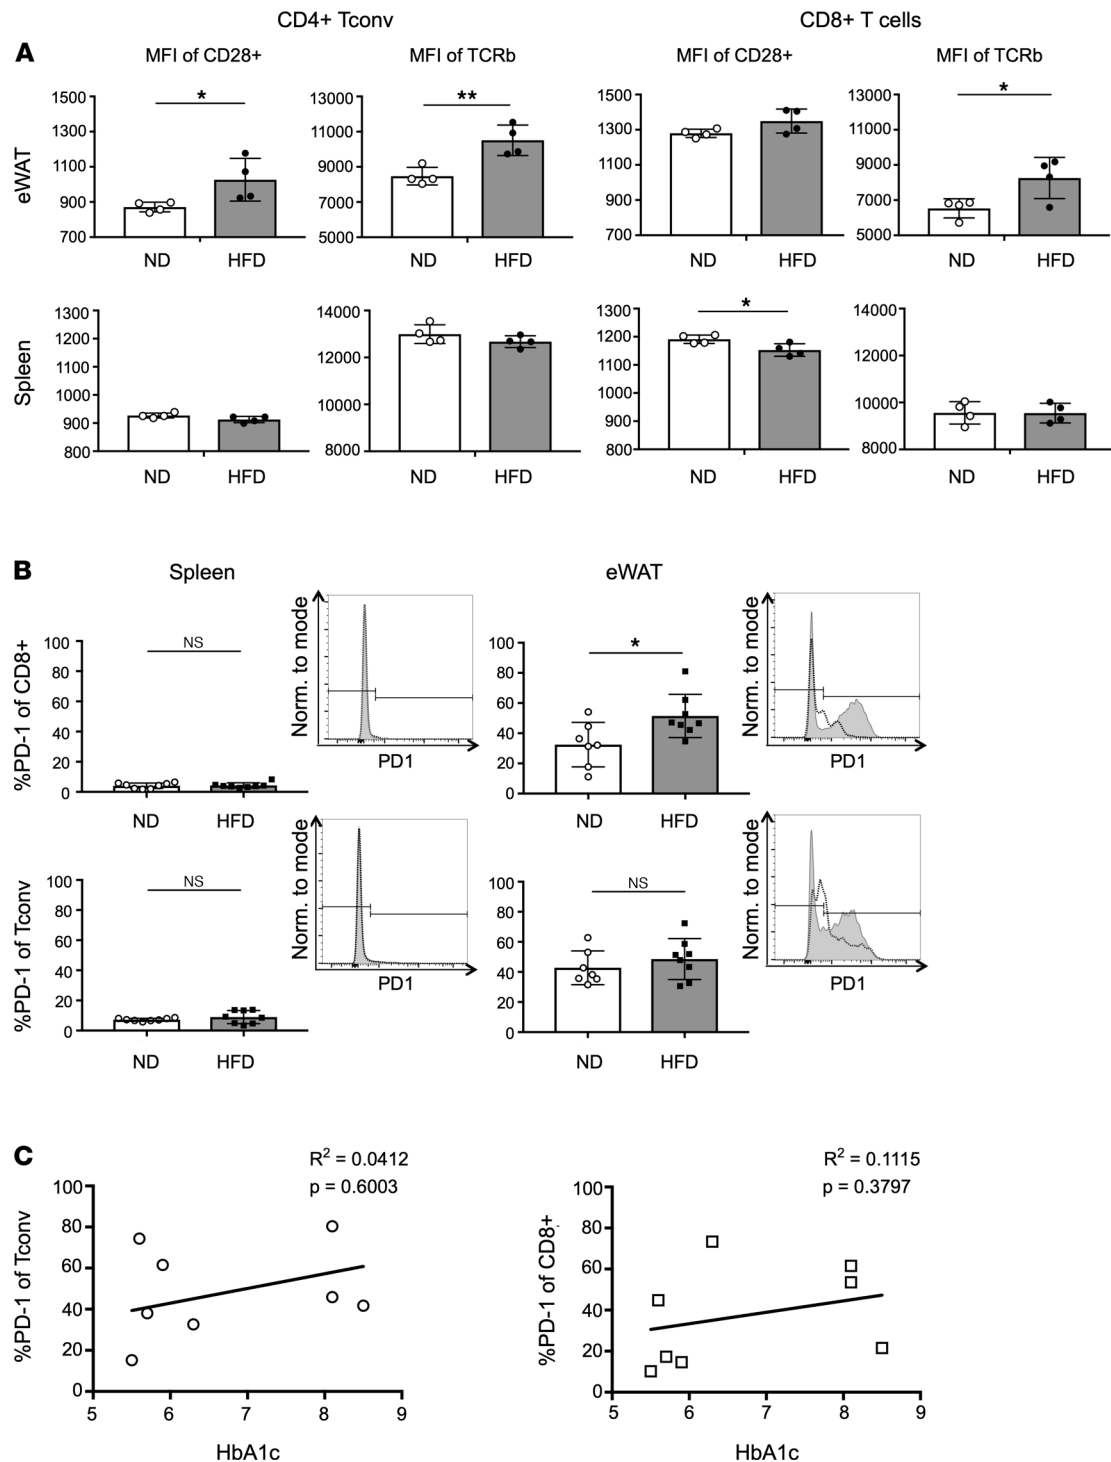 CD4+ Tconv CD8+ T cells
A
MFI of CD28+ MFI of TCRb MFI of CD28+ MFI of TCRb
eWAT
1500 1300 1100 900 700
*
ND HFD
13000 11000 9000 7000 5000
**
ND HFD
1500 1300 1100 900 700
ND HFD
13000 9000 7000 5000
*
ND HFD
Spleen
1300 1200 1100 1000 900 800
ND HFD
14000 12000 10000 8000
ND HFD
1300 1200 1100 1000 900 800
*
ND HFD
14000 12000 10000 8000
ND HFD
B
Spleen eWAT
%PD-1 of CD8+
100 80 60 40 20 0
NS
ND HFD
Norm. to mode
PD1
100 80 60 40 20 0
*
ND HFD
Norm. to mode
PD1
%PD-1 of Tconv
100 80 60 40 20 0
NS
ND HFD
Norm. to mode
PD1
100 80 60 40 20 0
NS
ND HFD
Norm. to mode
PD1
C
R² = 0.0412
p = 0.6003
%PD-1 of Tconv
100 80 60 40 20 0
5 6 7 8 9
HbA1c
R² = 0.1115
p = 0.3797
%PD-1 of CD8+
100 80 60 40 20 0
5 6 7 8 9
HbA1c